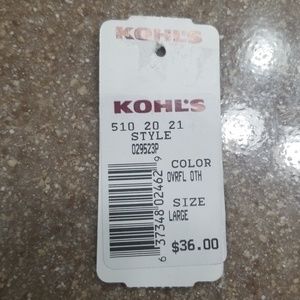 KOHL'S
KOHL'S
510 20 21
STYLE
029523P
COLOR
OVRFL OTH
SIZE
LARGE
$36.00
6 37348 02462 9